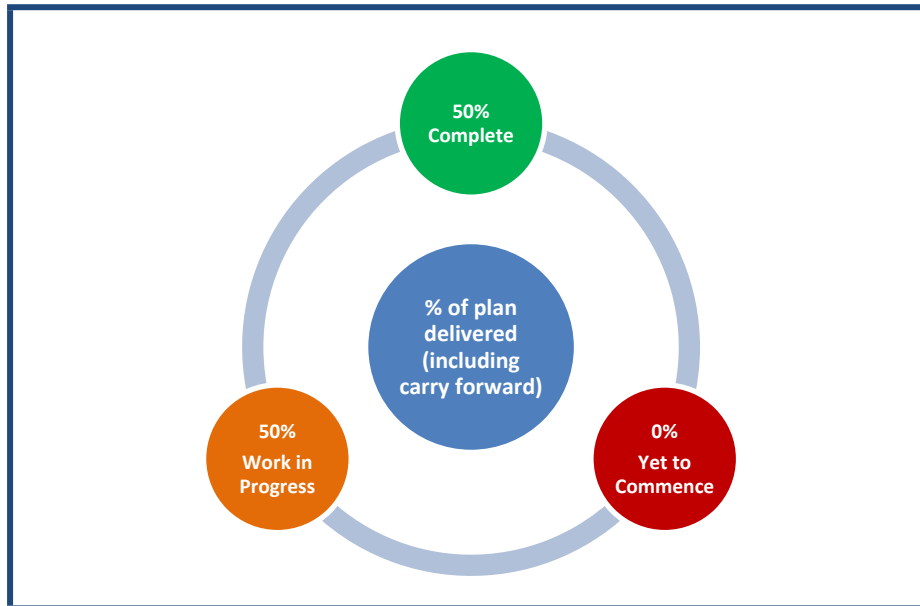 50%
Complete
% of plan
delivered
(including
carry forward)
50%
Work in
Progress
0%
Yet to
Commence